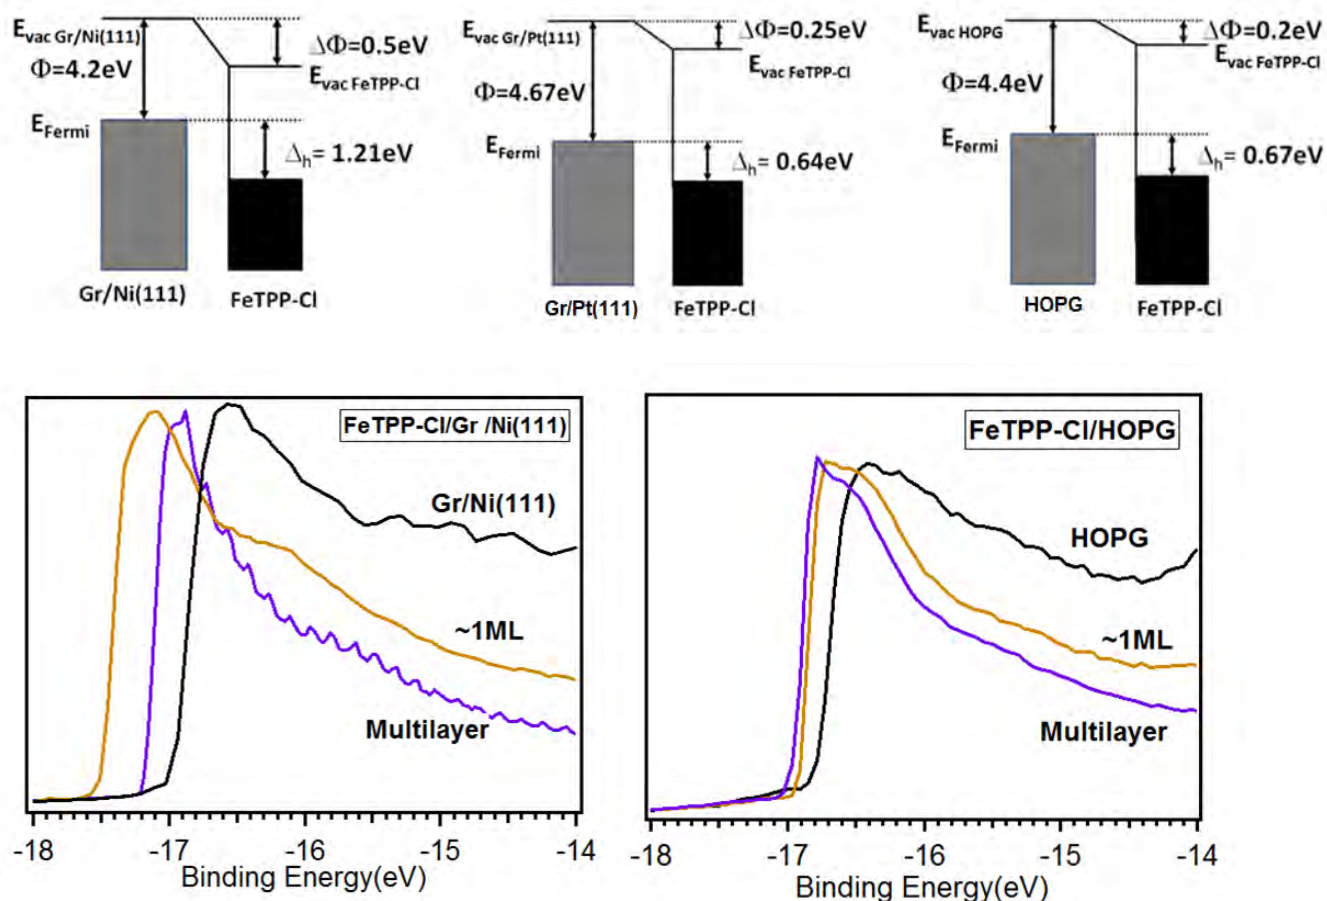 E_vac Gr/Ni(111)
ΔΦ=0.5eV
Φ=4.2eV
E_vac FeTPP-Cl
E_Fermi
Δ_h= 1.21eV
Gr/Ni(111)
FeTPP-Cl
E_vac Gr/Pt(111)
ΔΦ=0.25eV
E_vac FeTPP-Cl
Φ=4.67eV
E_Fermi
Δ_h= 0.64eV
Gr/Pt(111)
FeTPP-Cl
E_vac HOPG
ΔΦ=0.2eV
E_vac FeTPP-Cl
Φ=4.4eV
E_Fermi
Δ_h= 0.67eV
HOPG
FeTPP-Cl
FeTPP-Cl/Gr /Ni(111)
Gr/Ni(111)
~1ML
Multilayer
-18 -17 -16 -15 -14
Binding Energy(eV)
FeTPP-Cl/HOPG
HOPG
~1ML
Multilayer
-18 -17 -16 -15 -14
Binding Energy(eV)